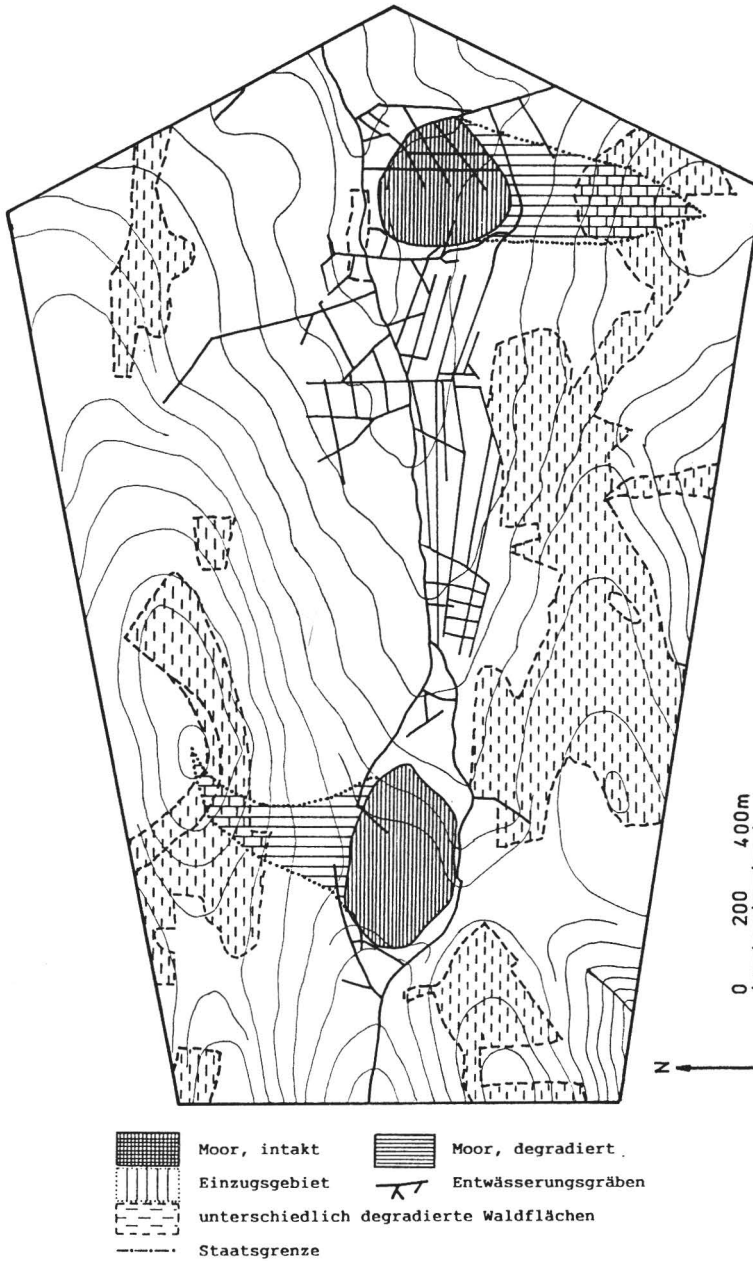 0 200 400m
N
Moor, intakt Moor, degradiert
Einzugsgebiet Entwässerungsgräben
unterschiedlich degradierte Waldflächen
Staatsgrenze